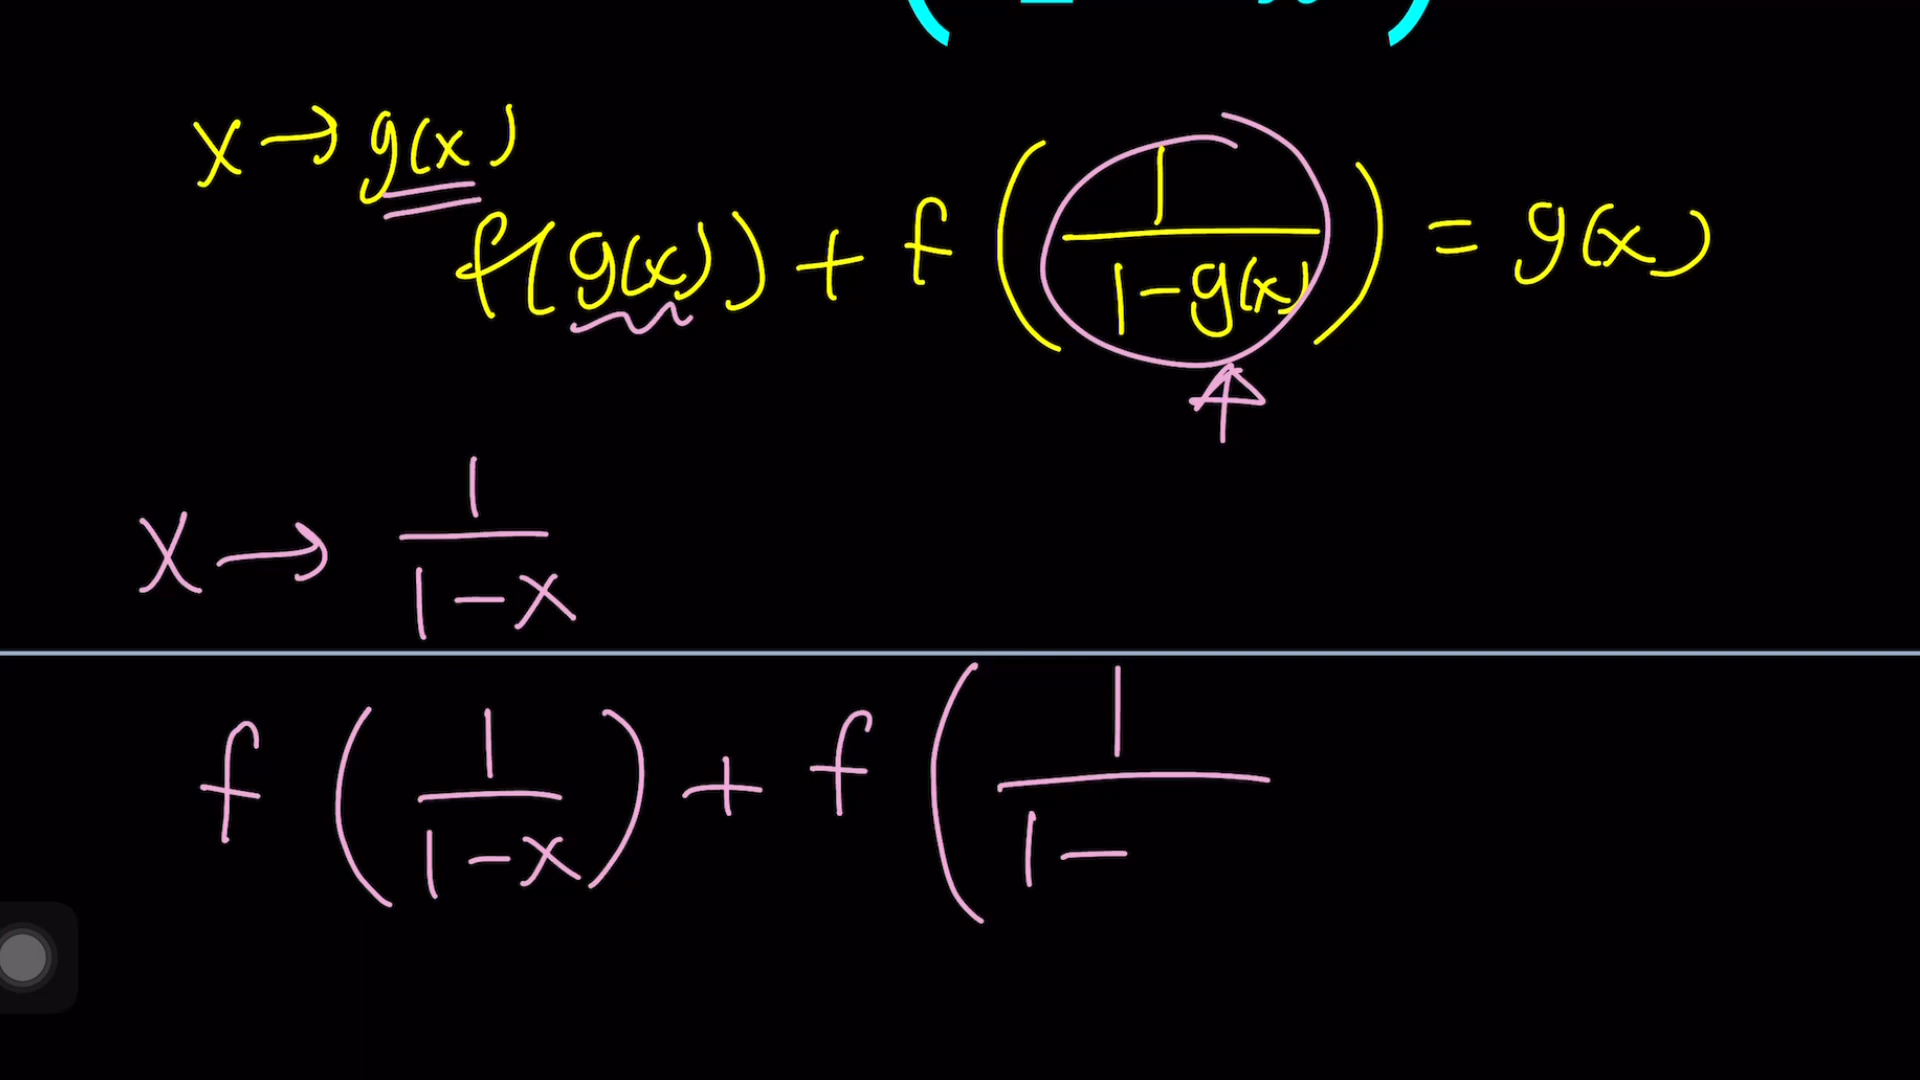 x → g(x)
f(g(x)) + f(1/(1-g(x))) = g(x)
x → 1/(1-x)
f(1/(1-x)) + f(1/(1-